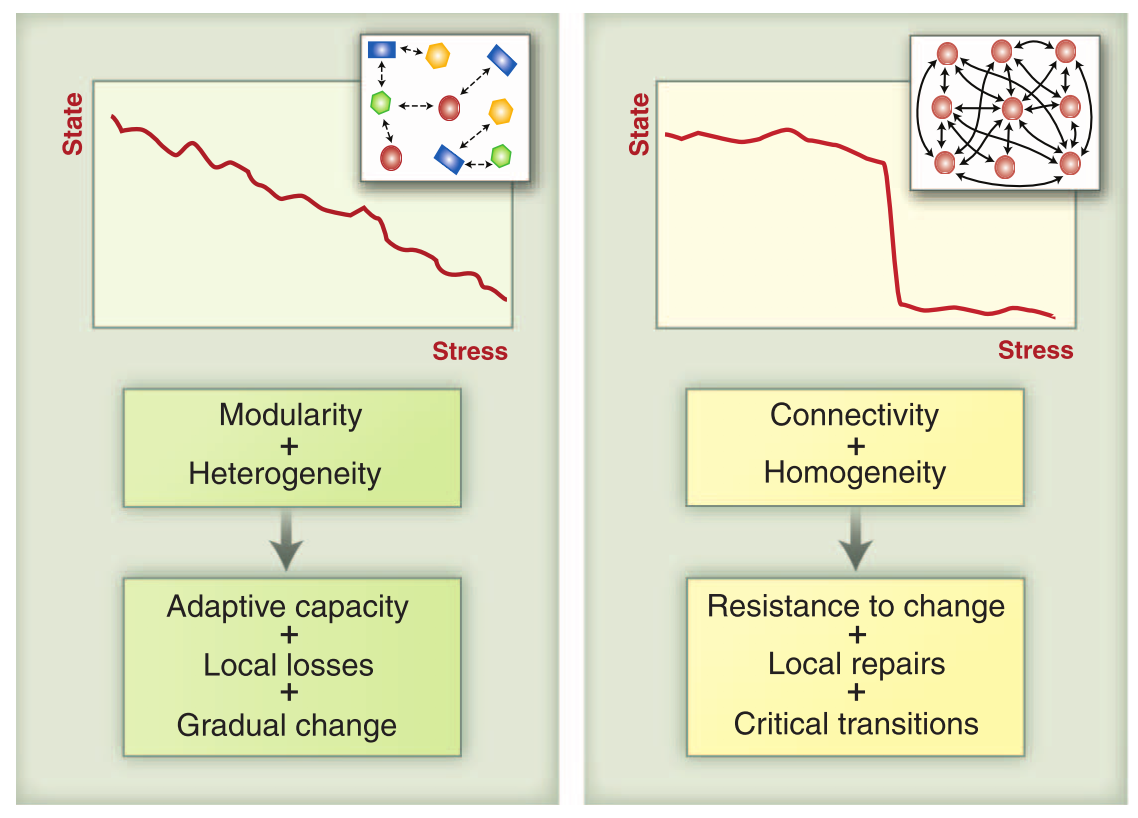 State
Stress
Modularity
+
Heterogeneity
Adaptive capacity
+
Local losses
+
Gradual change
State
Stress
Connectivity
+
Homogeneity
Resistance to change
+
Local repairs
+
Critical transitions